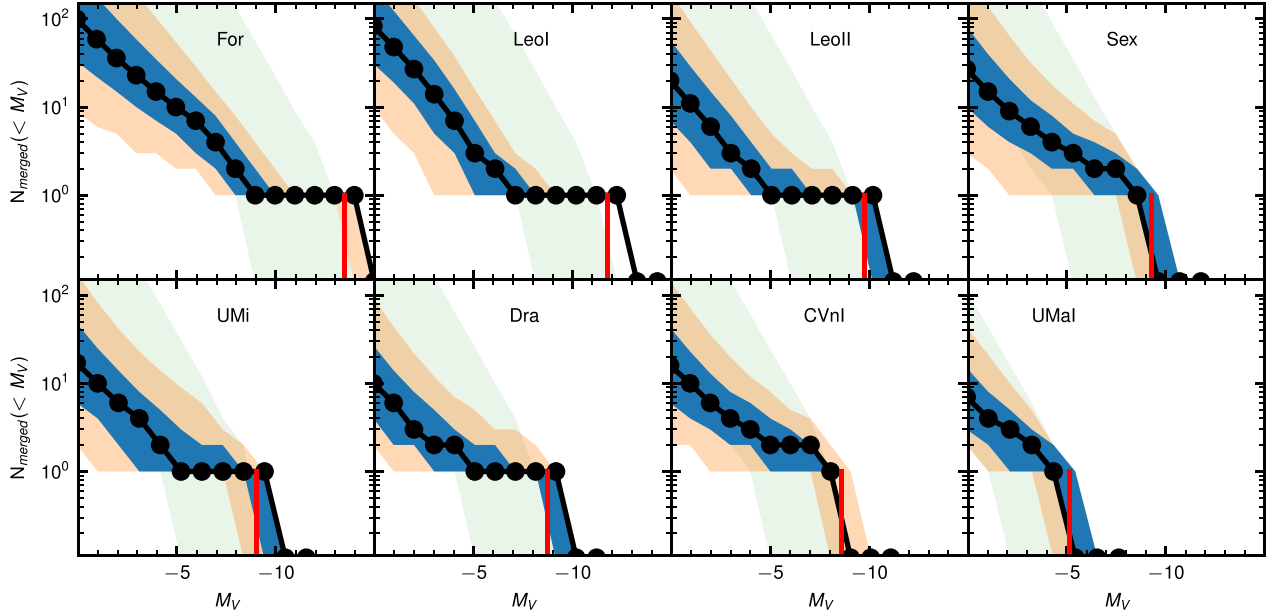 10²
10¹
10⁰
N_merged(< M_V)
For
LeoI
LeoII
Sex
10²
10¹
10⁰
N_merged(< M_V)
UMi
Dra
CVnI
UMaI
−5 −10 −5 −10 −5 −10 −5 −10
M_V M_V M_V M_V